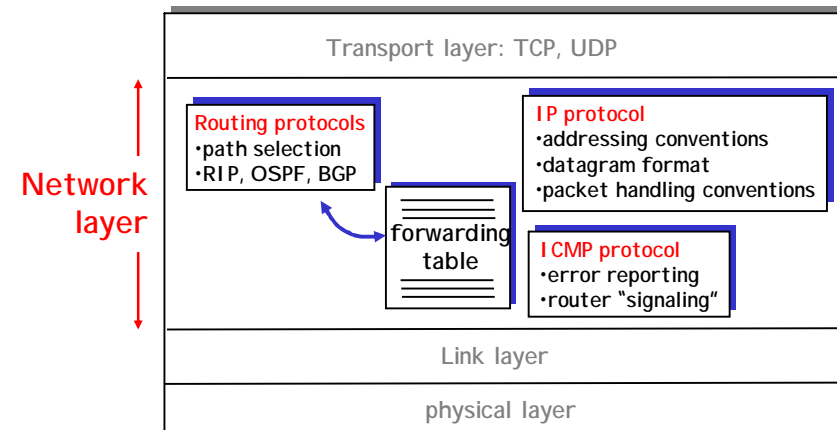 Transport layer: TCP, UDP
Network
layer
Routing protocols
•path selection
•RIP, OSPF, BGP
forwarding
table
IP protocol
•addressing conventions
•datagram format
•packet handling conventions
ICMP protocol
•error reporting
•router “signaling”
Link layer
physical layer